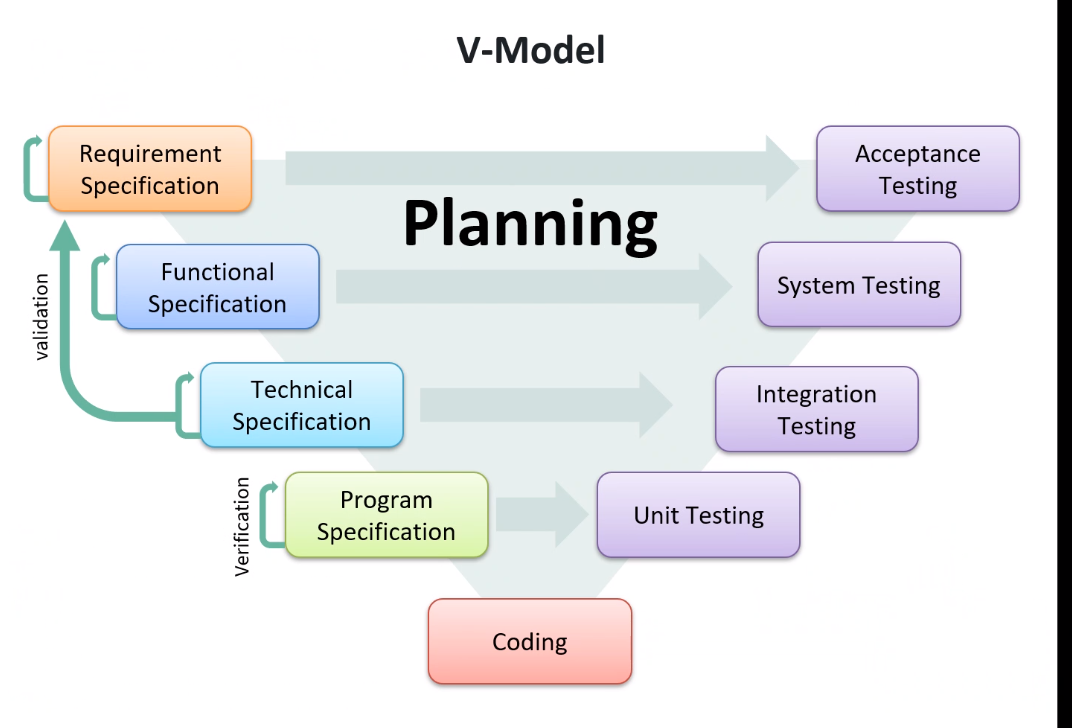 V-Model
Requirement
Specification
Acceptance
Testing
Planning
Functional
Specification
System Testing
validation
Technical
Specification
Integration
Testing
Verification
Program
Specification
Unit Testing
Coding